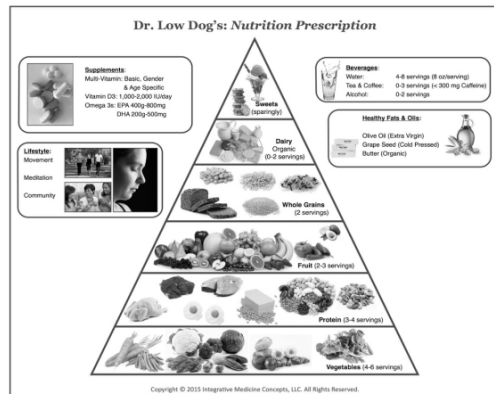 Dr. Low Dog's: Nutrition Prescription
Supplements:
Multi-Vitamin: Basic, Gender
& Age Specific
Vitamin D3: 1,000-2,000 IU/day
Omega 3s: EPA 400g-800mg
DHA 200g-500mg
Beverages:
Water: 4-8 servings (8 oz/serving)
Tea & Coffee: 0-3 servings (< 300 mg Caffeine)
Alcohol: 0-2 servings
Healthy Fats & Oils:
Olive Oil (Extra Virgin)
Grape Seed (Cold Pressed)
Butter (Organic)
Lifestyle:
Movement
Meditation
Community
Sweets
(sparingly)
Dairy
Organic
(0-2 servings)
Whole Grains
(2 servings)
Fruit (2-3 servings)
Protein (3-4 servings)
Vegetables (4-6 servings)
Copyright © 2015 Integrative Medicine Concepts, LLC. All Rights Reserved.